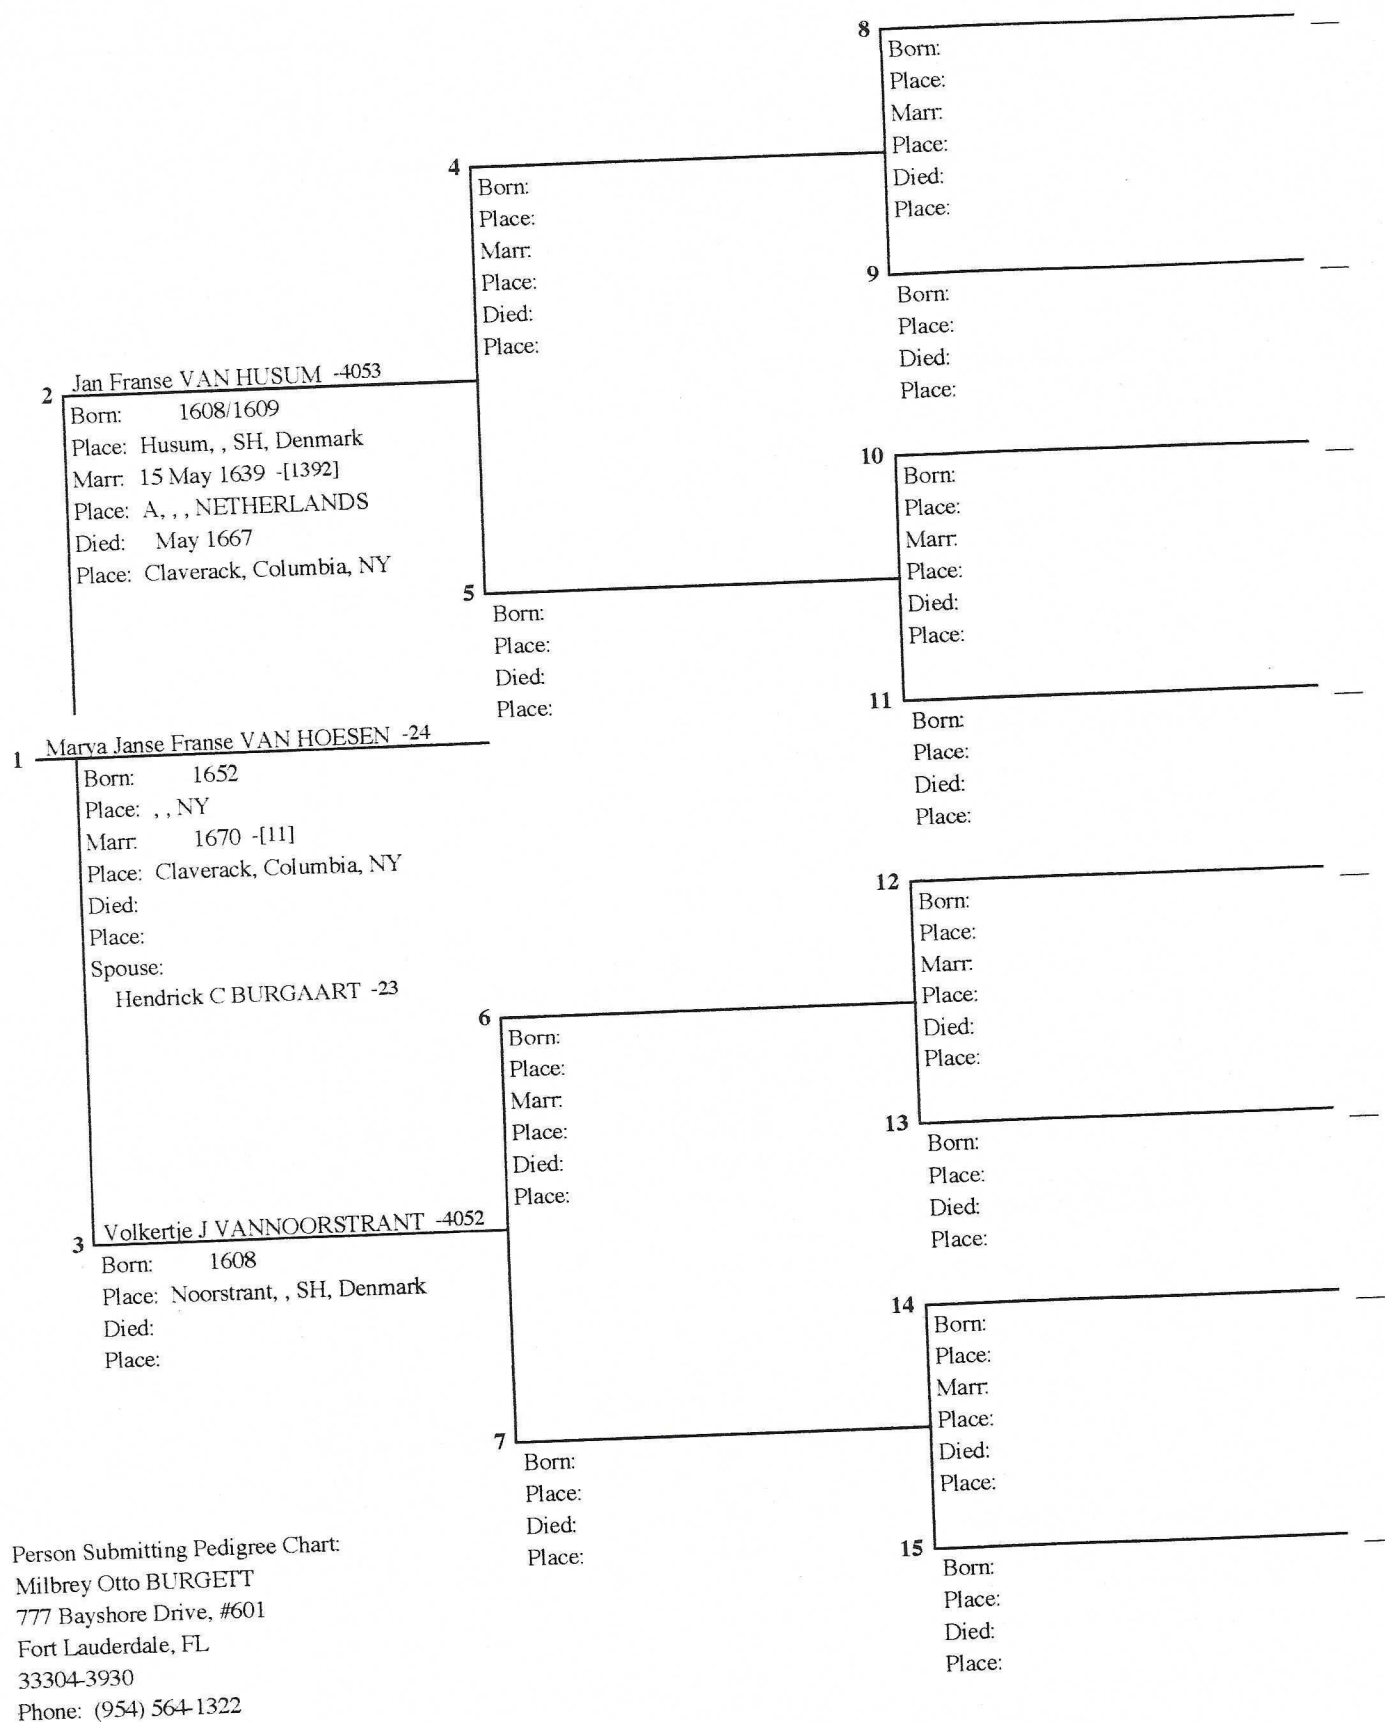 8
Born:
Place:
Marr:
Place:
Died:
Place:
4
Born:
Place:
Marr:
Place:
Died:
Place:
9
Born:
Place:
Died:
Place:
2 Jan Franse VAN HUSUM -4053
Born: 1608/1609
Place: Husum, , SH, Denmark
Marr: 15 May 1639 -[1392]
Place: A, , , NETHERLANDS
Died: May 1667
Place: Claverack, Columbia, NY
10
Born:
Place:
Marr:
Place:
Died:
Place:
5
Born:
Place:
Died:
Place:
11
Born:
Place:
Died:
Place:
1 Marya Janse Franse VAN HOESEN -24
Born: 1652
Place: , , NY
Marr: 1670 -[11]
Place: Claverack, Columbia, NY
Died:
Place:
Spouse:
Hendrick C BURGAART -23
12
Born:
Place:
Marr:
Place:
Died:
Place:
6
Born:
Place:
Marr:
Place:
Died:
Place:
13
Born:
Place:
Died:
Place:
3 Volkertje J VANNOORSTRANT -4052
Born: 1608
Place: Noorstrant, , SH, Denmark
Died:
Place:
14
Born:
Place:
Marr:
Place:
Died:
Place:
7
Born:
Place:
Died:
Place:
15
Born:
Place:
Died:
Place:
Person Submitting Pedigree Chart:
Milbrey Otto BURGETT
777 Bayshore Drive, #601
Fort Lauderdale, FL
33304-3930
Phone: (954) 564-1322